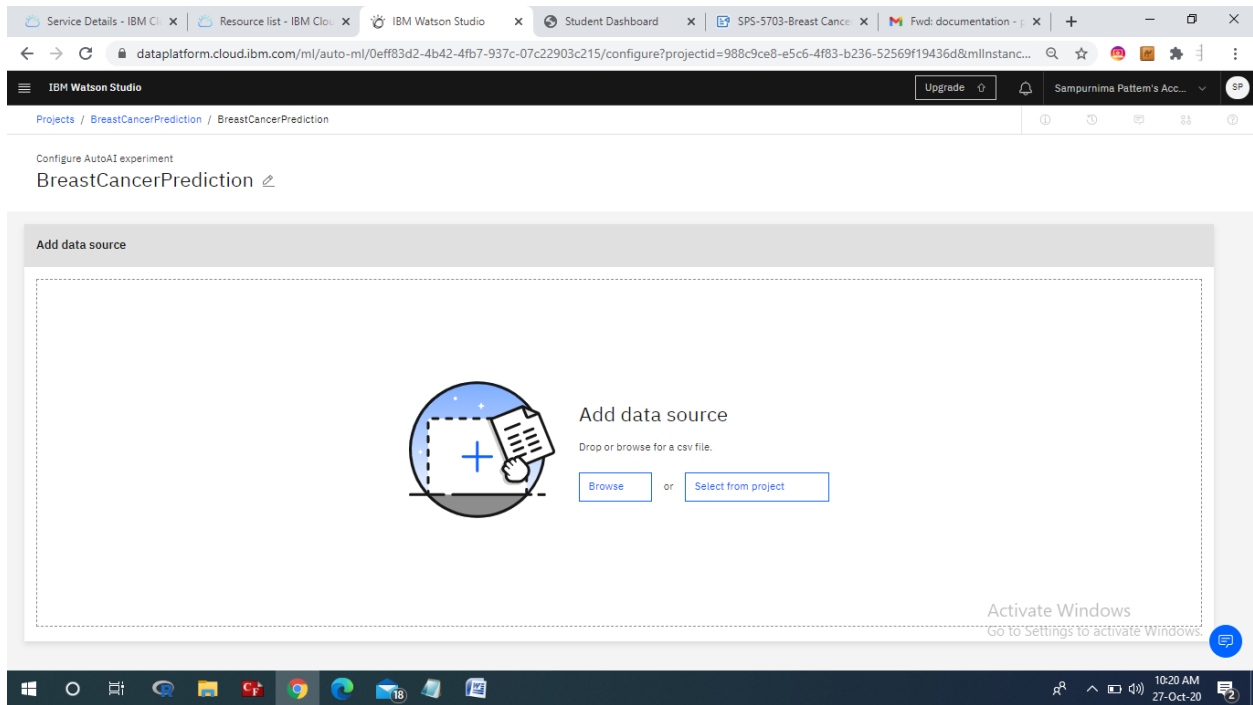 Service Details - IBM Cl
Resource list - IBM Clou
IBM Watson Studio
Student Dashboard
SPS-5703-Breast Cance
Fwd: documentation -
dataplatform.cloud.ibm.com/ml/auto-ml/0eff83d2-4b42-4fb7-937c-07c22903c215/configure?projectid=988c9ce8-e5c6-4f83-b236-52569f19436d&mlInstanc...
IBM Watson Studio
Upgrade
Sampurnima Pattem's Acc...
SP
Projects / BreastCancerPrediction / BreastCancerPrediction
Configure AutoAI experiment
BreastCancerPrediction
Add data source
Add data source
Drop or browse for a csv file.
Browse or Select from project
Activate Windows
Go to Settings to activate Windows.
18
10:20 AM
27-Oct-20
2